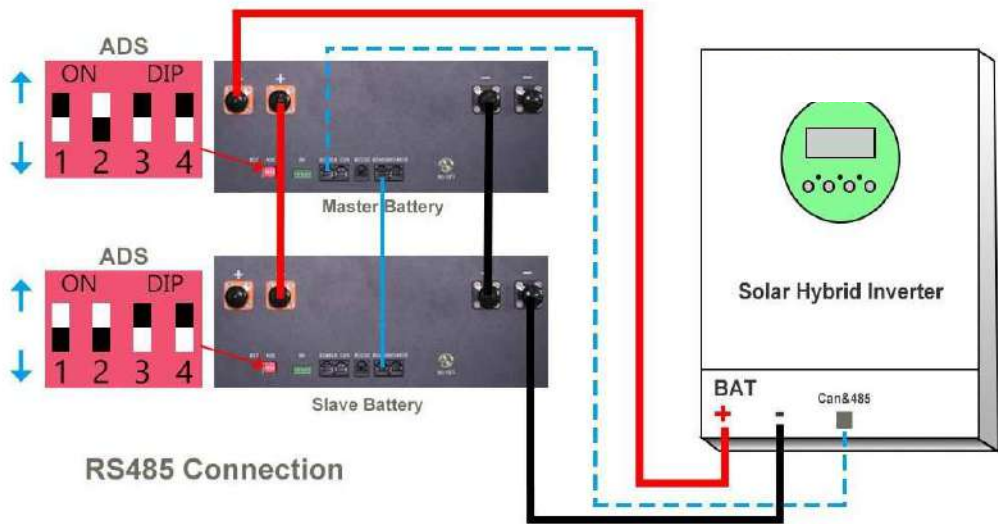 ADS
ON DIP
1 2 3 4
+
-
-
Master Battery
ADS
ON DIP
1 2 3 4
+
-
-
Slave Battery
RS485 Connection
Solar Hybrid Inverter
BAT
Can&485
+ -